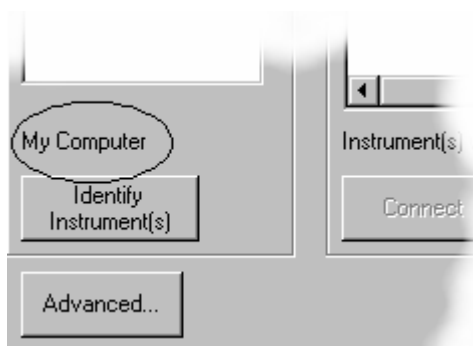 My Computer
Instrument(s)
Identify
Instrument(s)
Connect
Advanced...